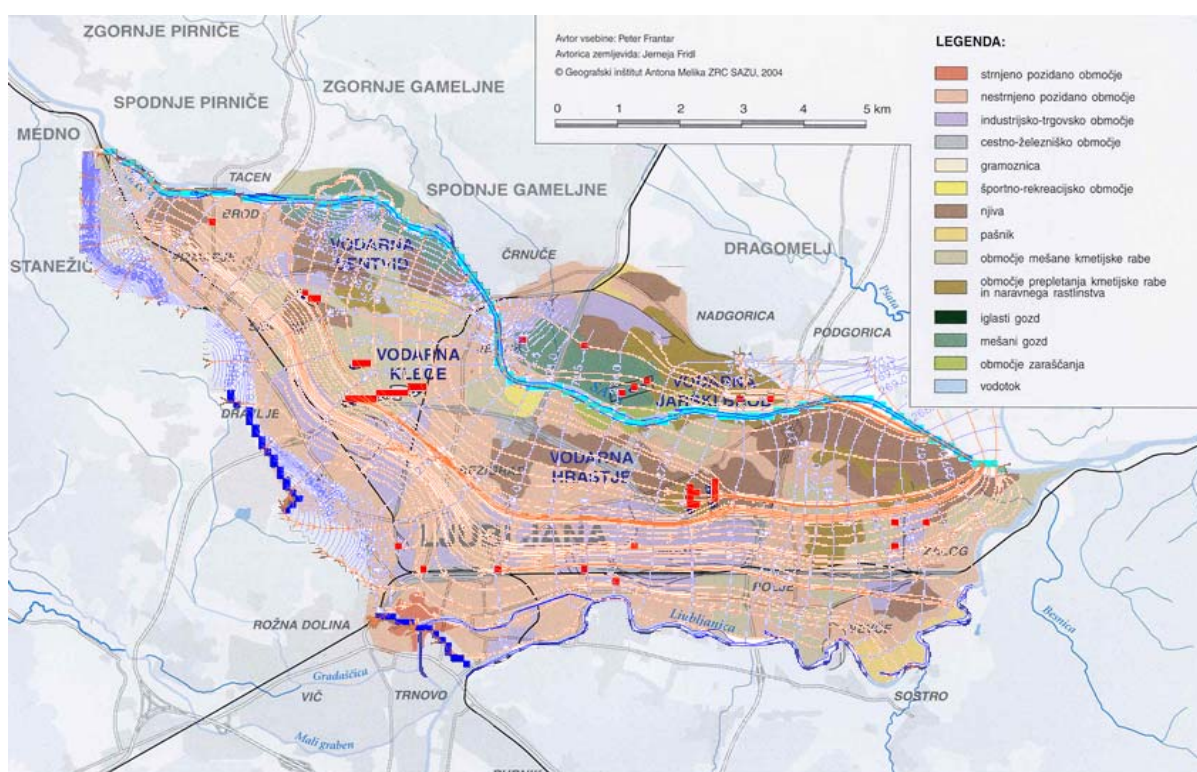 ZGORNJE PIRNIČE
ZGORNJE GAMELJNE
SPODNJE PIRNIČE
MEDNO
TACEN
SPODNJE GAMELJNE
BROD
STANEŽIČ
VODARNA
ČRNUČE
DRAGOMELJ
Pšata
NADGORICA
PODGORICA
VODARNA
KLEČE
VODARNA
JARŠKI BROD
DRAVLJE
VODARNA
HRASTJE
LJUBLJANA
ZALOG
POLJE
ROŽNA DOLINA
Ljubljanica
Besnica
Gradaščica
VIČ
TRNOVO
SOSTRO
Mali graben
Avtor vsebine: Peter Frantar
Avtorica zemljevida: Jerneja Fridl
© Geografski inštitut Antona Melika ZRC SAZU, 2004
0 1 2 3 4 5 km
LEGENDA:
strnjeno pozidano območje
nestrnjeno pozidano območje
industrijsko-trgovsko območje
cestno-železniško območje
gramoznica
športno-rekreacijsko območje
njiva
pašnik
območje mešane kmetijske rabe
območje prepletanja kmetijske rabe
in naravnega rastlinstva
iglasti gozd
mešani gozd
območje zaraščanja
vodotok